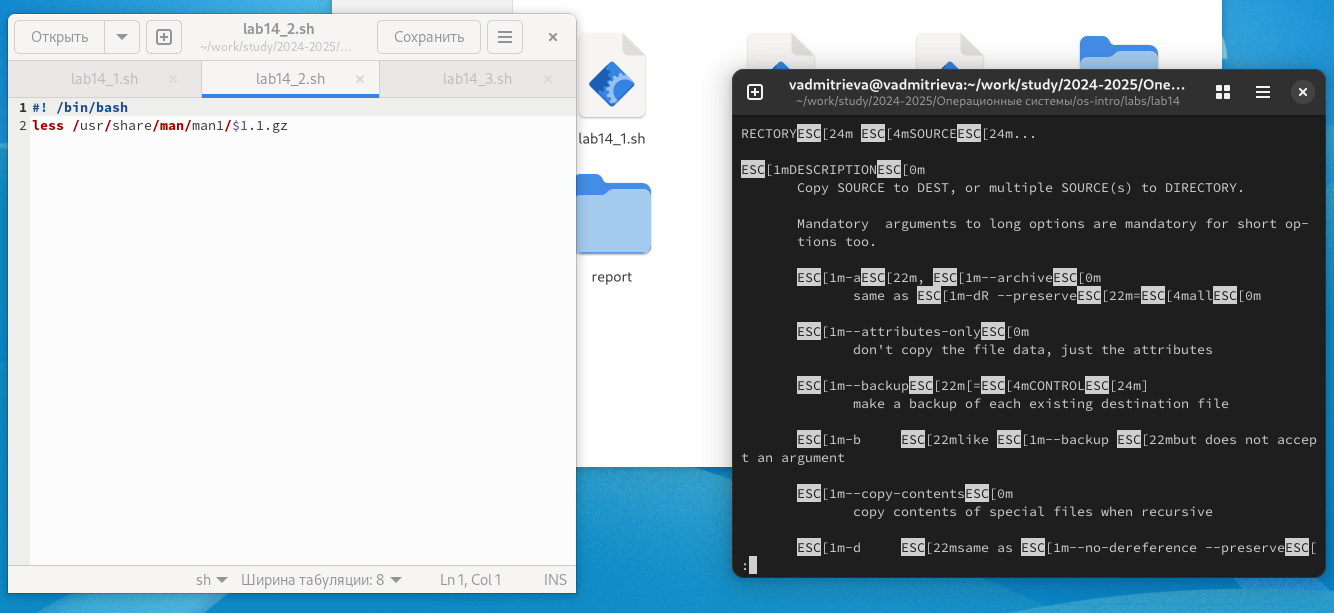 Открыть
lab14_2.sh
~/work/study/2024-2025/...
Сохранить
lab14_1.sh
lab14_2.sh
lab14_3.sh
1 #! /bin/bash
2 less /usr/share/man/man1/$1.1.gz
sh
Ширина табуляции: 8
Ln 1, Col 1
INS
lab14_1.sh
report
vadmitrieva@vadmitrieva:~/work/study/2024-2025/Опе...
~/work/study/2024-2025/Операционные системы/os-intro/labs/lab14
RECTORYESC[24m ESC[4mSOURCEESC[24m...
ESC[1mDESCRIPTIONESC[0m
Copy SOURCE to DEST, or multiple SOURCE(s) to DIRECTORY.
Mandatory  arguments to long options are mandatory for short op-
tions too.
ESC[1m-aESC[22m, ESC[1m--archiveESC[0m
same as ESC[1m-dR --preserveESC[22m=ESC[4mallESC[0m
ESC[1m--attributes-onlyESC[0m
don't copy the file data, just the attributes
ESC[1m--backupESC[22m[=ESC[4mCONTROLESC[24m]
make a backup of each existing destination file
ESC[1m-b     ESC[22mlike ESC[1m--backup ESC[22mbut does not accep
t an argument
ESC[1m--copy-contentsESC[0m
copy contents of special files when recursive
ESC[1m-d     ESC[22msame as ESC[1m--no-dereference --preserveESC[
: